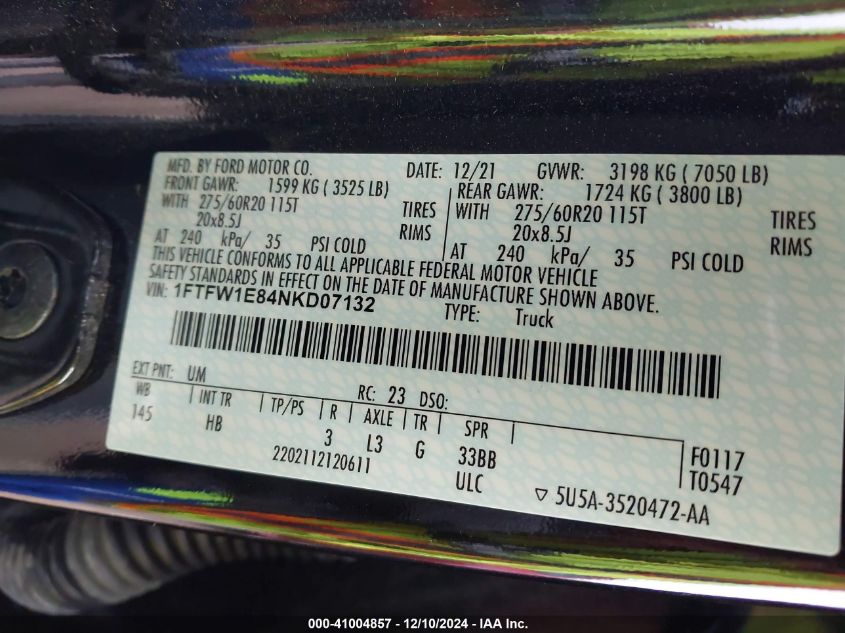 MFD. BY FORD MOTOR CO. DATE: 12/21 GVWR: 3198 KG ( 7050 LB)
FRONT GAWR: 1599 KG ( 3525 LB) REAR GAWR: 1724 KG ( 3800 LB)
WITH 275/60R20 115T TIRES WITH 275/60R20 115T TIRES
20x8.5J RIMS 20x8.5J RIMS
AT 240 kPa/ 35 PSI COLD AT 240 kPa/ 35 PSI COLD
THIS VEHICLE CONFORMS TO ALL APPLICABLE FEDERAL MOTOR VEHICLE
SAFETY STANDARDS IN EFFECT ON THE DATE OF MANUFACTURE SHOWN ABOVE.
VIN: 1FTFW1E84NKD07132 TYPE: Truck
EXT PNT: UM RC: 23 DSO:
WB INT TR TP/PS R AXLE TR SPR
145 HB 3 L3 G 33BB F0117
2202112120611 ULC T0547
5U5A-3520472-AA
000-41004857 - 12/10/2024 - IAA Inc.